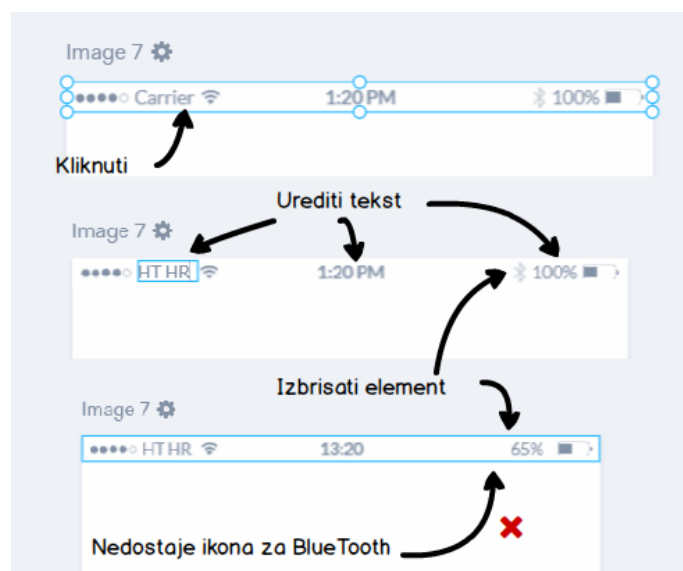 Image 7
Carrier 1:20 PM 100%
Kliknuti
Urediti tekst
Image 7
HT HR 1:20 PM 100%
Izbrisati element
Image 7
HT HR 13:20 65%
Nedostaje ikona za BlueTooth